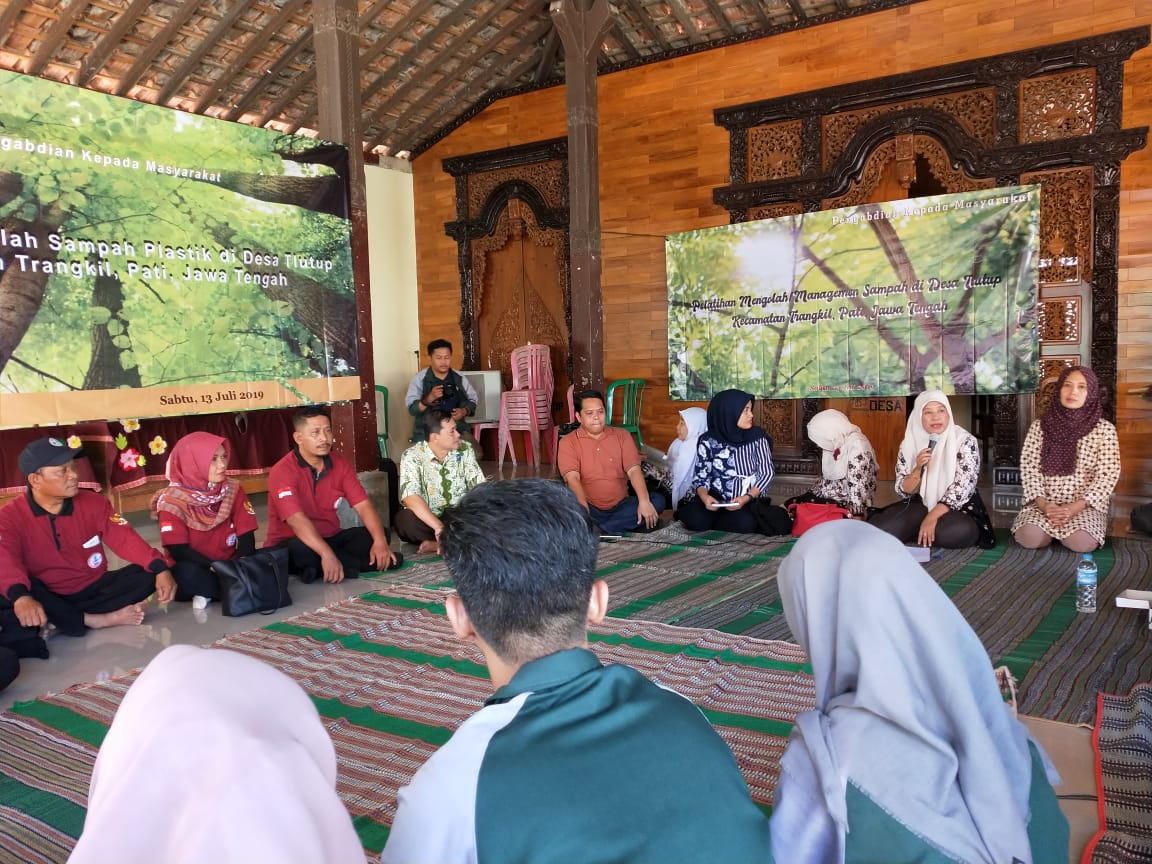 ngabdian Kepada Masyarakat
lah Sampah Plastik di Desa Tlutup
n Trangkil, Pati, Jawa Tengah
Sabtu, 13 Juli 2019
Pengabdian Kepada Masyarakat
Pelatihan Mengolah/Managemen Sampah di Desa Tlutup
Kecamatan Trangkil, Pati, Jawa Tengah
DESA